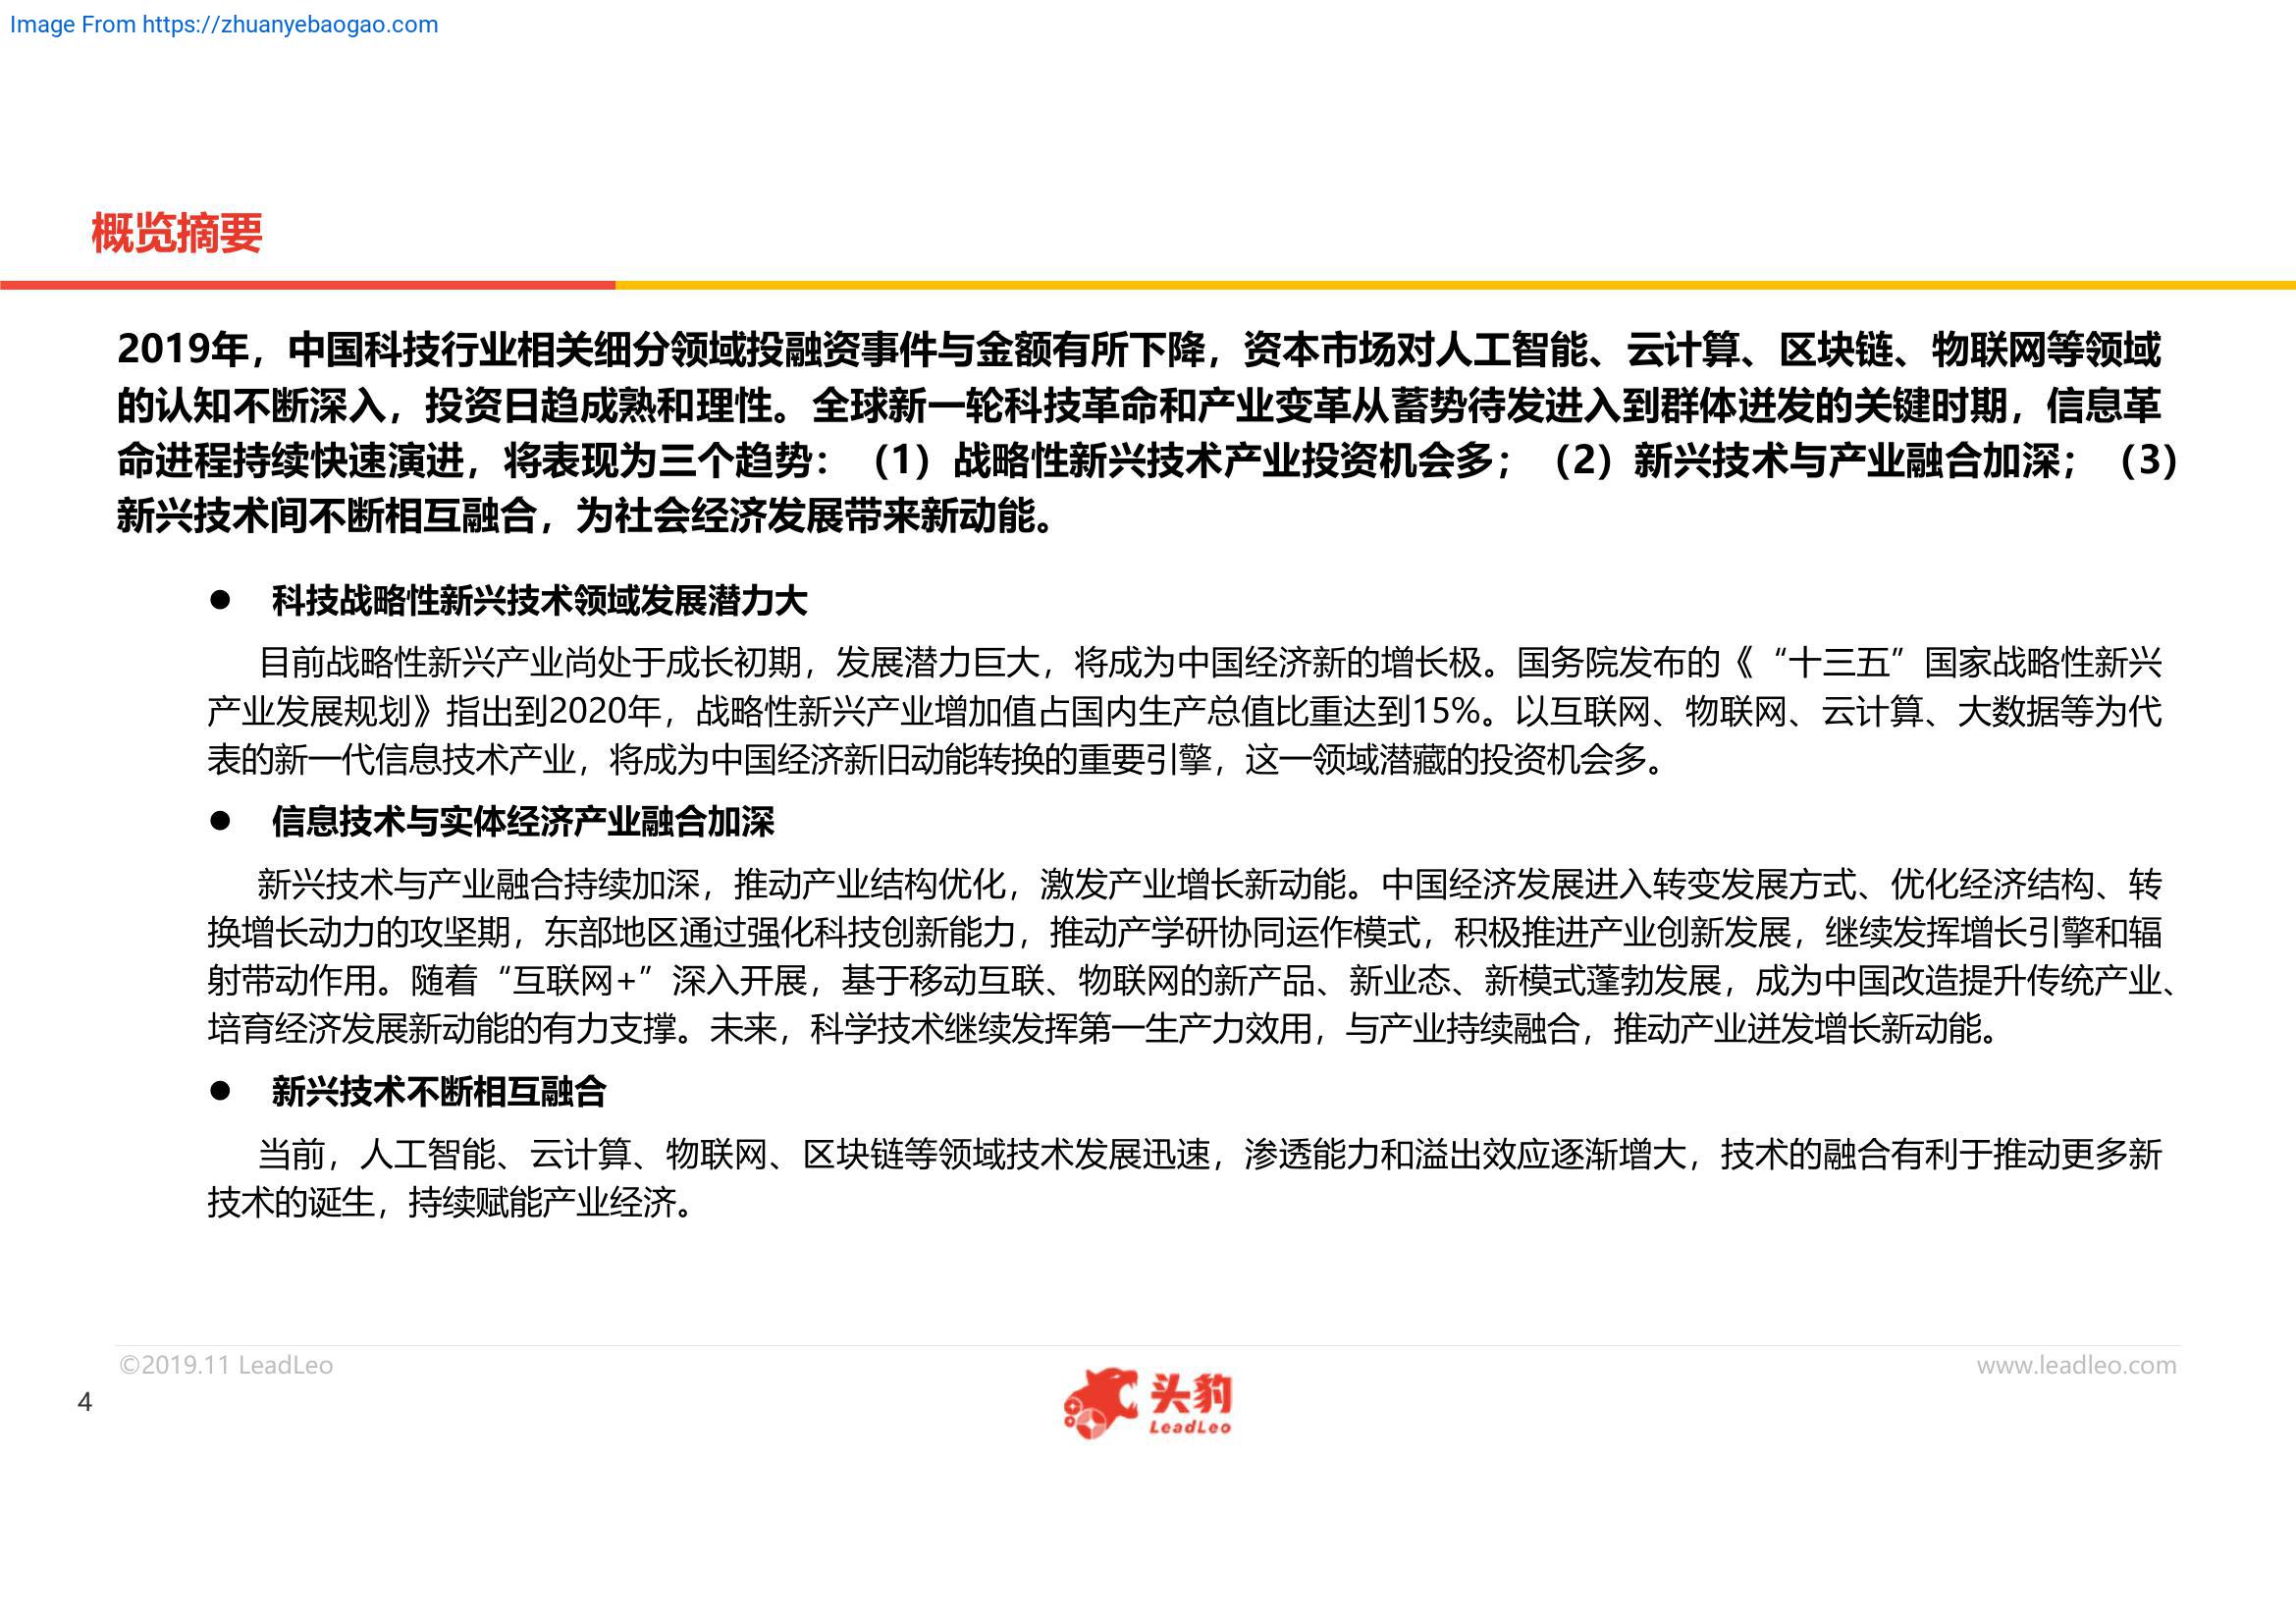 Image From https://zhuanyebaogao.com
概览摘要
2019年，中国科技行业相关细分领域投融资事件与金额有所下降，资本市场对人工智能、云计算、区块链、物联网等领域
的认知不断深入，投资日趋成熟和理性。全球新一轮科技革命和产业变革从蓄势待发进入到群体迸发的关键时期，信息革
命进程持续快速演进，将表现为三个趋势：（1）战略性新兴技术产业投资机会多；（2）新兴技术与产业融合加深；（3）
新兴技术间不断相互融合，为社会经济发展带来新动能。
● 科技战略性新兴技术领域发展潜力大
目前战略性新兴产业尚处于成长初期，发展潜力巨大，将成为中国经济新的增长极。国务院发布的《“十三五”国家战略性新兴
产业发展规划》指出到2020年，战略性新兴产业增加值占国内生产总值比重达到15%。以互联网、物联网、云计算、大数据等为代
表的新一代信息技术产业，将成为中国经济新旧动能转换的重要引擎，这一领域潜藏的投资机会多。
● 信息技术与实体经济产业融合加深
新兴技术与产业融合持续加深，推动产业结构优化，激发产业增长新动能。中国经济发展进入转变发展方式、优化经济结构、转
换增长动力的攻坚期，东部地区通过强化科技创新能力，推动产学研协同运作模式，积极推进产业创新发展，继续发挥增长引擎和辐
射带动作用。随着“互联网+”深入开展，基于移动互联、物联网的新产品、新业态、新模式蓬勃发展，成为中国改造提升传统产业、
培育经济发展新动能的有力支撑。未来，科学技术继续发挥第一生产力效用，与产业持续融合，推动产业迸发增长新动能。
● 新兴技术不断相互融合
当前，人工智能、云计算、物联网、区块链等领域技术发展迅速，渗透能力和溢出效应逐渐增大，技术的融合有利于推动更多新
技术的诞生，持续赋能产业经济。
©2019.11 LeadLeo
www.leadleo.com
4
头豹
LeadLeo